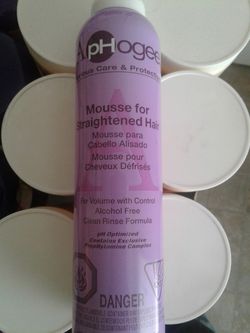 ApHogee
Care & Protection
Mousse for
Straightened Hair
Mousse para
Cabello Alisado
Mousse pour
Cheveux Défrisés
For Volume with Control
Alcohol Free
Clean Rinse Formula
pH Optimized
Contains Exclusive
Complex
DANGER